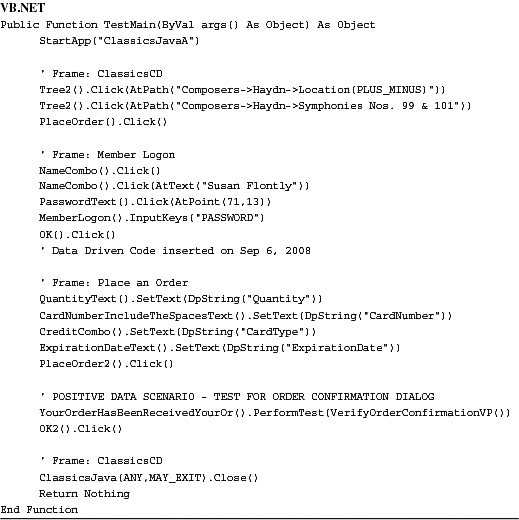 VB.NET
Public Function TestMain(ByVal args() As Object) As Object
StartApp("ClassicsJavaA")
' Frame: ClassicsCD
Tree2().Click(AtPath("Composers->Haydn->Location(PLUS_MINUS)"))
Tree2().Click(AtPath("Composers->Haydn->Symphonies Nos. 99 & 101"))
PlaceOrder().Click()
' Frame: Member Logon
NameCombo().Click()
NameCombo().Click(AtText("Susan Flontly"))
PasswordText().Click(AtPoint(71,13))
MemberLogon().InputKeys("PASSWORD")
OK().Click()
' Data Driven Code inserted on Sep 6, 2008
' Frame: Place an Order
QuantityText().SetText(DpString("Quantity"))
CardNumberIncludeTheSpacesText().SetText(DpString("CardNumber"))
CreditCombo().SetText(DpString("CardType"))
ExpirationDateText().SetText(DpString("ExpirationDate"))
PlaceOrder2().Click()
' POSITIVE DATA SCENARIO - TEST FOR ORDER CONFIRMATION DIALOG
YourOrderHasBeenReceivedYourOr().PerformTest(VerifyOrderConfirmationVP())
OK2().Click()
' Frame: ClassicsCD
ClassicsJava(ANY,MAY_EXIT).Close()
Return Nothing
End Function